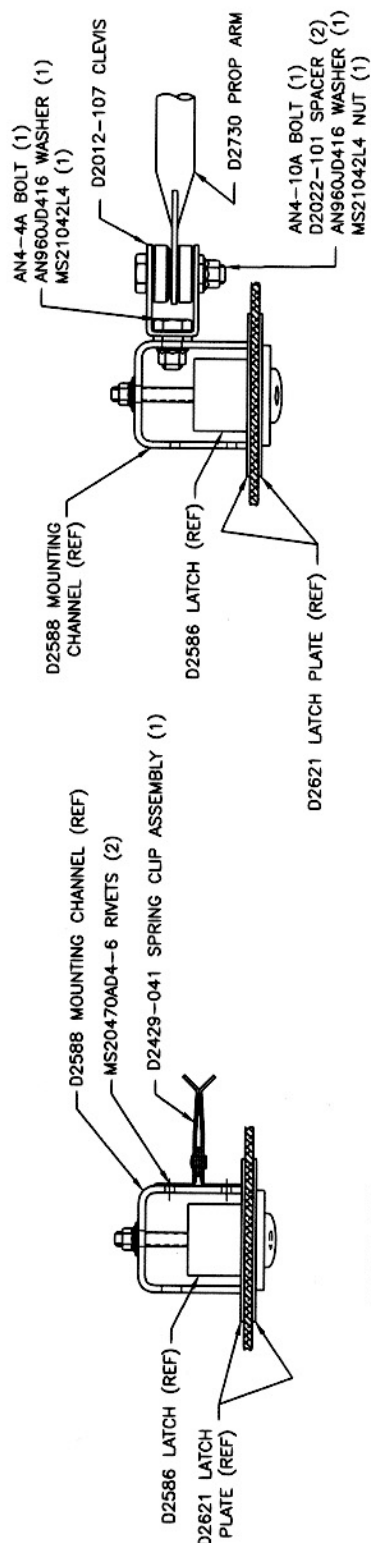 D2588 MOUNTING CHANNEL (REF)
MS20470AD4-6 RIVETS (2)
D2429-041 SPRING CLIP ASSEMBLY (1)
D2586 LATCH (REF)
D2621 LATCH
PLATE (REF)
AN4-4A BOLT (1)
AN960JD416 WASHER (1)
MS21042L4 (1)
D2012-107 CLEVIS
D2588 MOUNTING
CHANNEL (REF)
D2730 PROP ARM
D2586 LATCH (REF)
AN4-10A BOLT (1)
D2022-101 SPACER (2)
AN960JD416 WASHER (1)
MS21042L4 NUT (1)
D2621 LATCH PLATE (REF)